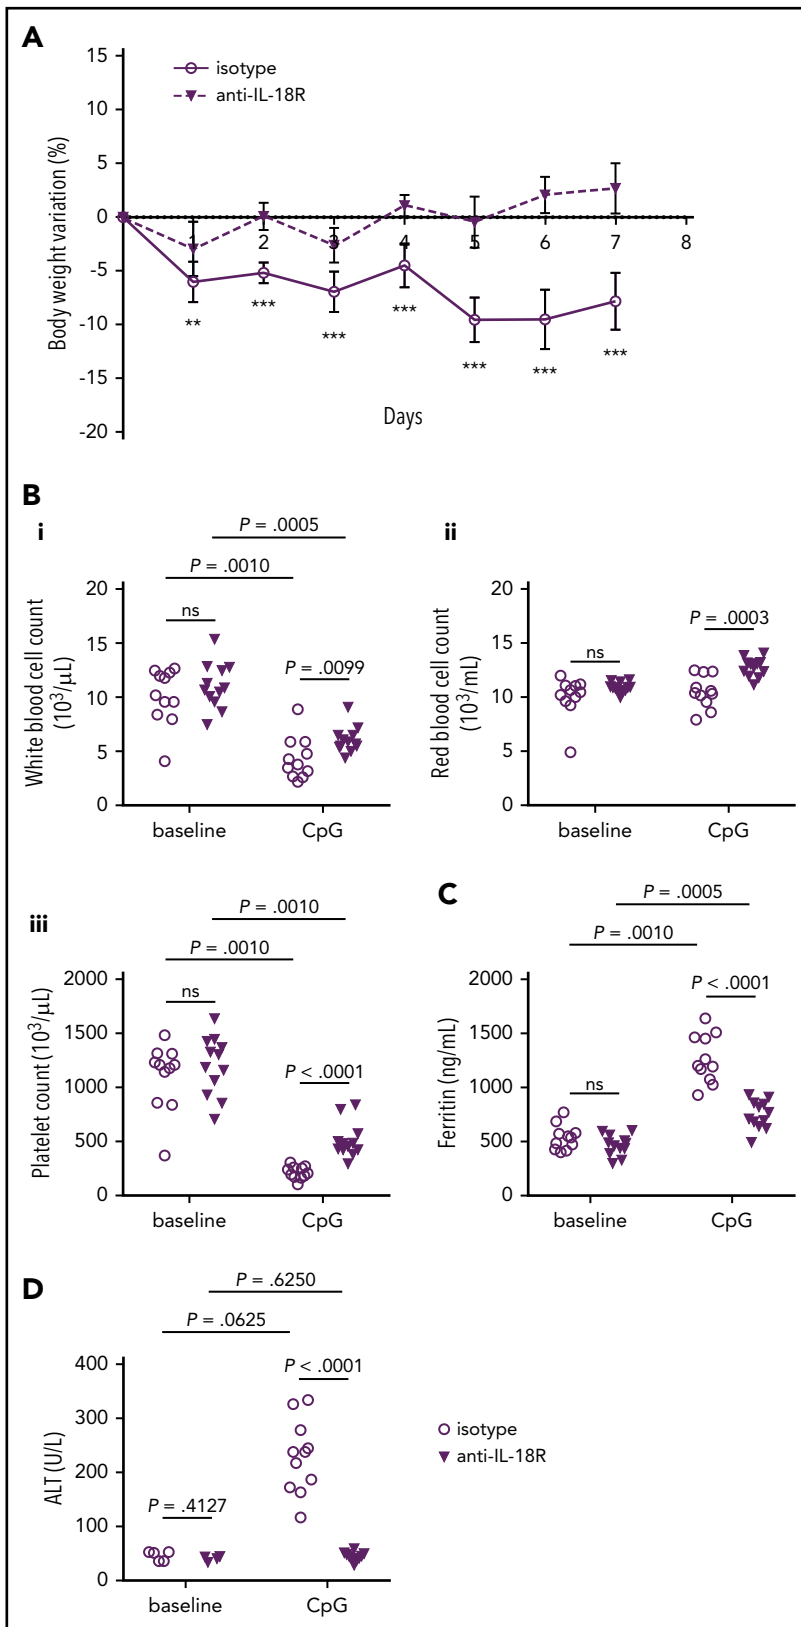 A
15
10
5
0
-5
-10
-15
-20
Body weight variation (%)
isotype
anti-IL-18R
1 2 3 4 5 6 7 8
** *** *** *** *** *** ***
Days
B
i
P = .0005
P = .0010
ns
P = .0099
20
15
10
5
0
White blood cell count
(10³/μL)
baseline CpG
ii
ns
P = .0003
20
15
10
5
0
Red blood cell count
(10³/mL)
baseline CpG
iii
P = .0010
P = .0010
ns
P < .0001
2000
1500
1000
500
0
Platelet count (10³/μL)
baseline CpG
C
P = .0005
P = .0010
P < .0001
ns
2000
1500
1000
500
0
Ferritin (ng/mL)
baseline CpG
D
P = .6250
P = .0625
P < .0001
P = .4127
400
300
200
100
0
ALT (U/L)
baseline CpG
isotype
anti-IL-18R